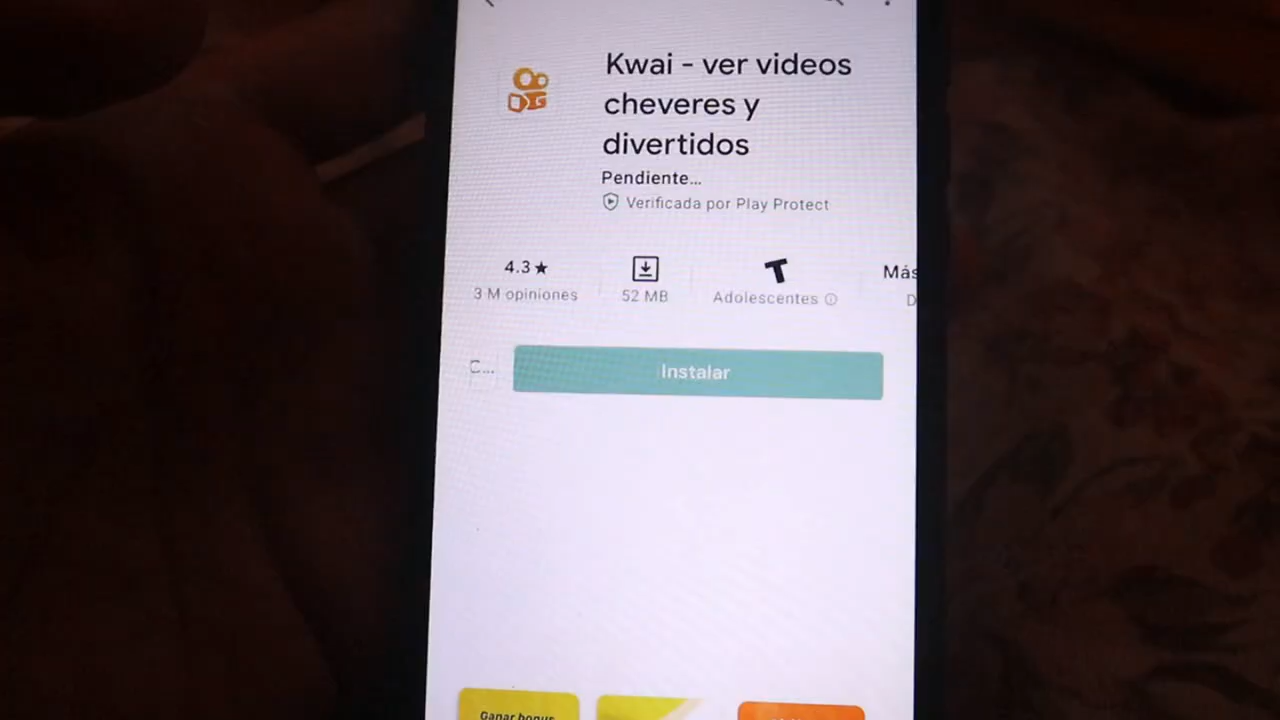 Kwai - ver videos
cheveres y
divertidos
Pendiente...
Verificada por Play Protect
4.3★
3 M opiniones
52 MB
Adolescentes
Más
D
C...
Instalar
Ganar bonus